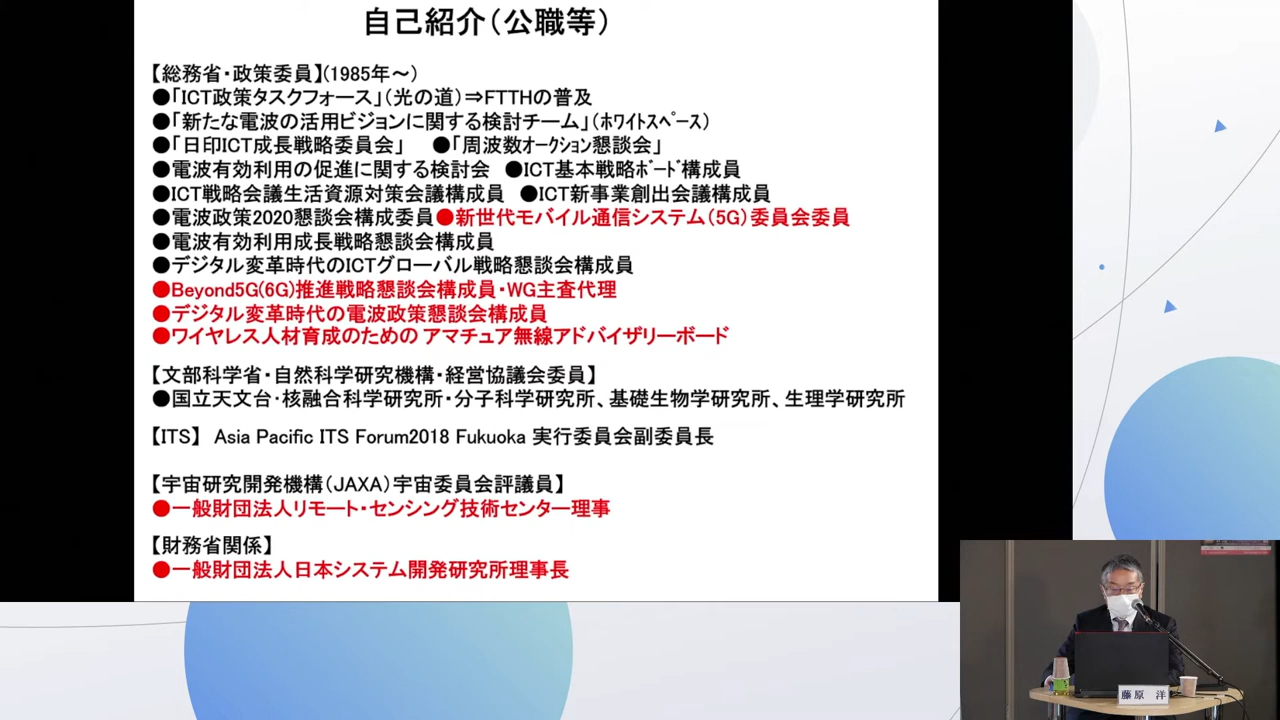 自己紹介（公職等）
【総務省・政策委員】(1985年～)
●「ICT政策タスクフォース」（光の道）⇒FTTHの普及
●「新たな電波の活用ビジョンに関する検討チーム」（ﾎﾜｲﾄｽﾍﾟｰｽ）
●「日印ICT成長戦略委員会」 ●「周波数ｵｰｸｼｮﾝ懇談会」
●電波有効利用の促進に関する検討会 ●ICT基本戦略ﾎﾞｰﾄﾞ構成員
●ICT戦略会議生活資源対策会議構成員 ●ICT新事業創出会議構成員
●電波政策2020懇談会構成委員●新世代モバイル通信システム（5G）委員会委員
●電波有効利用成長戦略懇談会構成員
●デジタル変革時代のICTグローバル戦略懇談会構成員
●Beyond5G(6G)推進戦略懇談会構成員・WG主査代理
●デジタル変革時代の電波政策懇談会構成員
●ワイヤレス人材育成のための アマチュア無線アドバイザリーボード
【文部科学省・自然科学研究機構・経営協議会委員】
●国立天文台・核融合科学研究所・分子科学研究所、基礎生物学研究所、生理学研究所
【ITS】 Asia Pacific ITS Forum2018 Fukuoka 実行委員会副委員長
【宇宙研究開発機構（JAXA）宇宙委員会評議員】
●一般財団法人リモート・センシング技術センター理事
【財務省関係】
●一般財団法人日本システム開発研究所理事長
藤原 洋